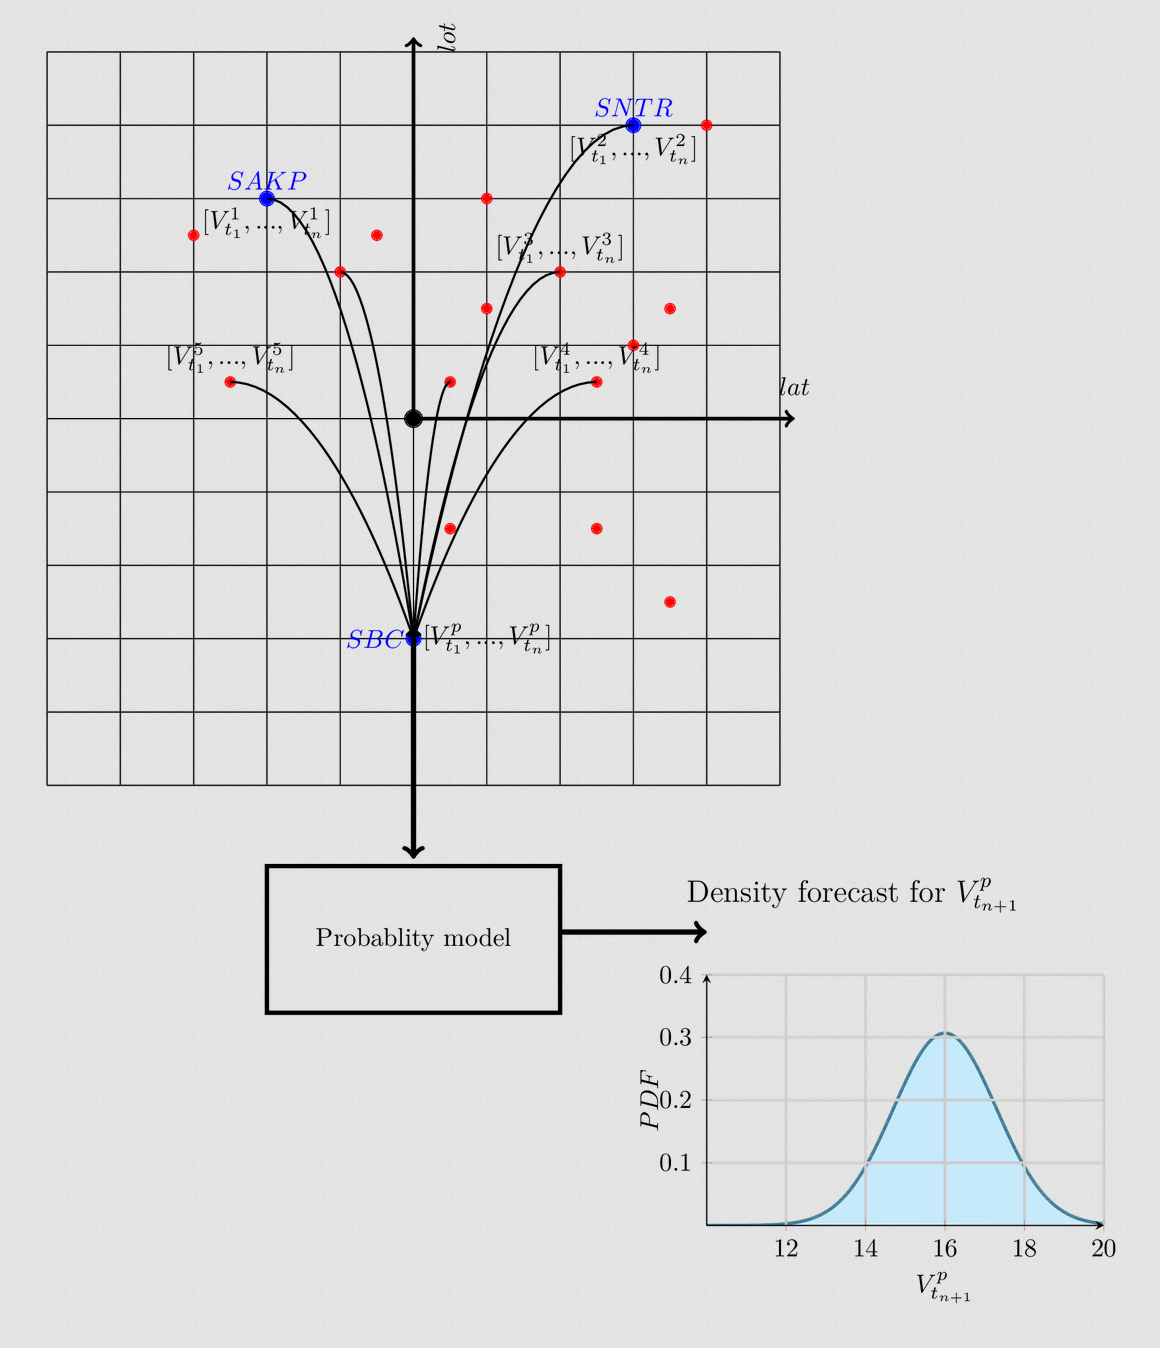 lot
SNTR
[V_{t_1}^2, ..., V_{t_n}^2]
SAKP
[V_{t_1}^1, ..., V_{t_n}^1]
[V_{t_1}^3, ..., V_{t_n}^3]
[V_{t_1}^5, ..., V_{t_n}^5]
[V_{t_1}^4, ..., V_{t_n}^4]
lat
SBC [V_{t_1}^p, ..., V_{t_n}^p]
Density forecast for V_{t_{n+1}}^p
Probablity model
0.4
0.3
0.2
0.1
PDF
12 14 16 18 20
V_{t_{n+1}}^p